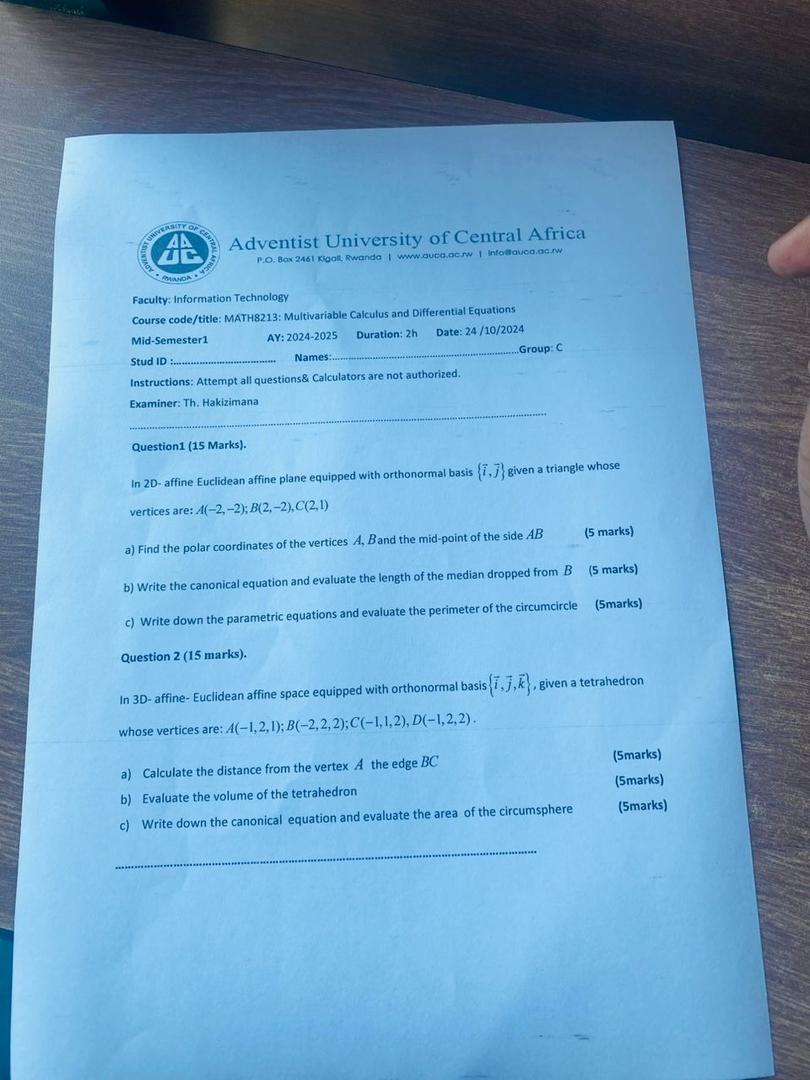 ADVENTIST UNIVERSITY OF CENTRAL AFRICA
AAUC
• RWANDA •
Adventist University of Central Africa
P.O. Box 2461 Kigali, Rwanda | www.auca.ac.rw | info@auca.ac.rw
Faculty: Information Technology
Course code/title: MATH8213: Multivariable Calculus and Differential Equations
Mid-Semester1 AY: 2024-2025 Duration: 2h Date: 24 /10/2024
Stud ID :............................... Names:.......................................................Group: C
Instructions: Attempt all questions& Calculators are not authorized.
Examiner: Th. Hakizimana
Question1 (15 Marks).
In 2D- affine Euclidean affine plane equipped with orthonormal basis {i⃗, j⃗} given a triangle whose
vertices are: A(−2,−2); B(2,−2), C(2,1)
a) Find the polar coordinates of the vertices A, B and the mid-point of the side AB (5 marks)
b) Write the canonical equation and evaluate the length of the median dropped from B (5 marks)
c) Write down the parametric equations and evaluate the perimeter of the circumcircle (5marks)
Question 2 (15 marks).
In 3D- affine- Euclidean affine space equipped with orthonormal basis {i⃗, j⃗, k⃗}, given a tetrahedron
whose vertices are: A(−1,2,1); B(−2,2,2); C(−1,1,2), D(−1,2,2).
a) Calculate the distance from the vertex A the edge BC (5marks)
b) Evaluate the volume of the tetrahedron (5marks)
c) Write down the canonical equation and evaluate the area of the circumsphere (5marks)